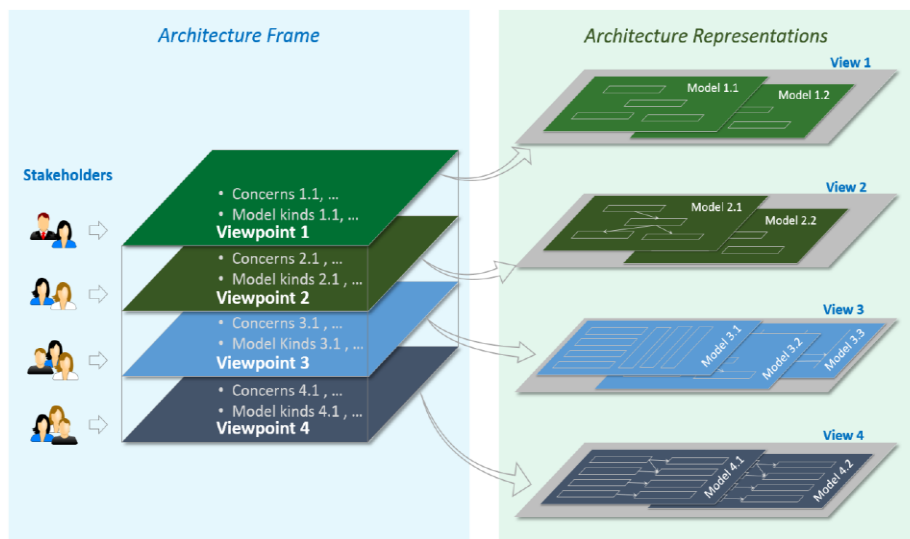 Architecture Frame
Stakeholders
• Concerns 1.1, ...
• Model kinds 1.1, ...
Viewpoint 1
• Concerns 2.1 , ...
• Model kinds 2.1 , ...
Viewpoint 2
• Concerns 3.1 , ...
• Model Kinds 3.1 , ...
Viewpoint 3
• Concerns 4.1 , ...
• Model kinds 4.1 , ...
Viewpoint 4
Architecture Representations
View 1
Model 1.1
Model 1.2
View 2
Model 2.1
Model 2.2
View 3
Model 3.1
Model 3.2
Model 3.3
View 4
Model 4.1
Model 4.2